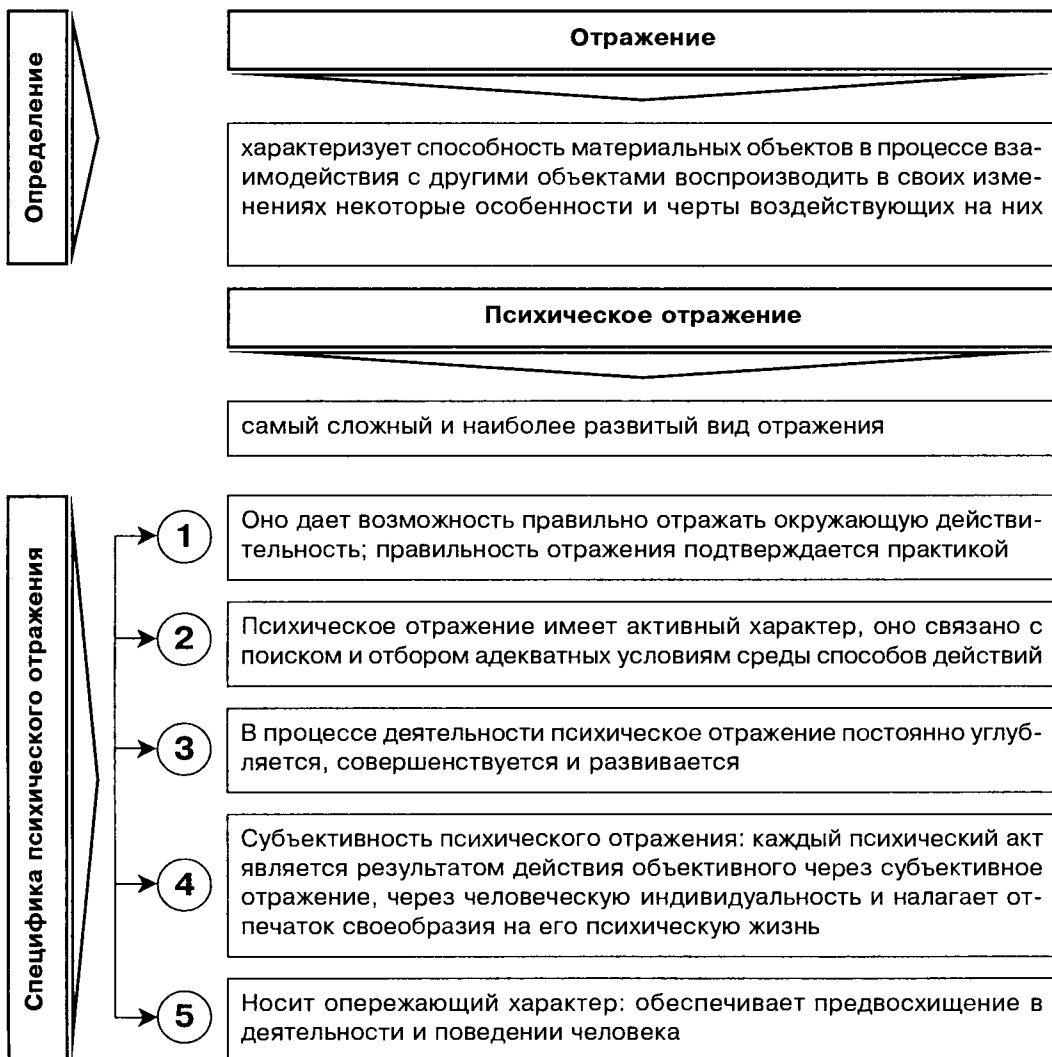 Определение
Отражение
характеризует способность материальных объектов в процессе вза-
имодействия с другими объектами воспроизводить в своих изме-
нениях некоторые особенности и черты воздействующих на них
Психическое отражение
самый сложный и наиболее развитый вид отражения
Специфика психического отражения
1
Оно дает возможность правильно отражать окружающую действи-
тельность; правильность отражения подтверждается практикой
2
Психическое отражение имеет активный характер, оно связано с
поиском и отбором адекватных условиям среды способов действий
3
В процессе деятельности психическое отражение постоянно углуб-
ляется, совершенствуется и развивается
4
Субъективность психического отражения: каждый психический акт
является результатом действия объективного через субъективное
отражение, через человеческую индивидуальность и налагает от-
печаток своеобразия на его психическую жизнь
5
Носит опережающий характер: обеспечивает предвосхищение в
деятельности и поведении человека